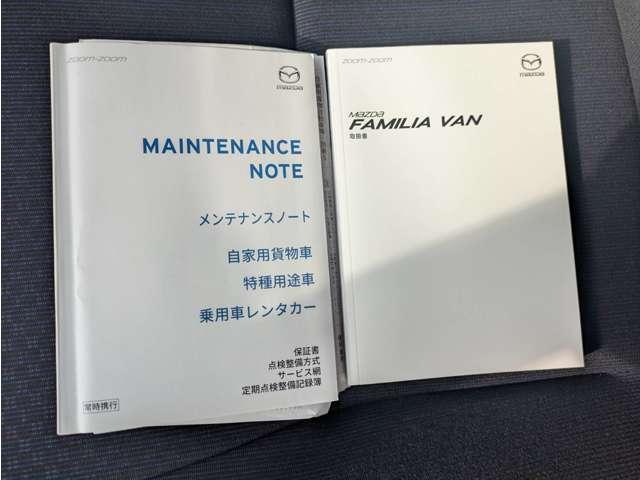 zoom-zoom
mazda
MAINTENANCE
NOTE
メンテナンスノート
自家用貨物車
特種用途車
乗用車レンタカー
保証書
点検整備方式
サービス網
定期点検整備記録簿
常時携行
zoom-zoom
mazda
mazda
FAMILIA VAN
取扱書